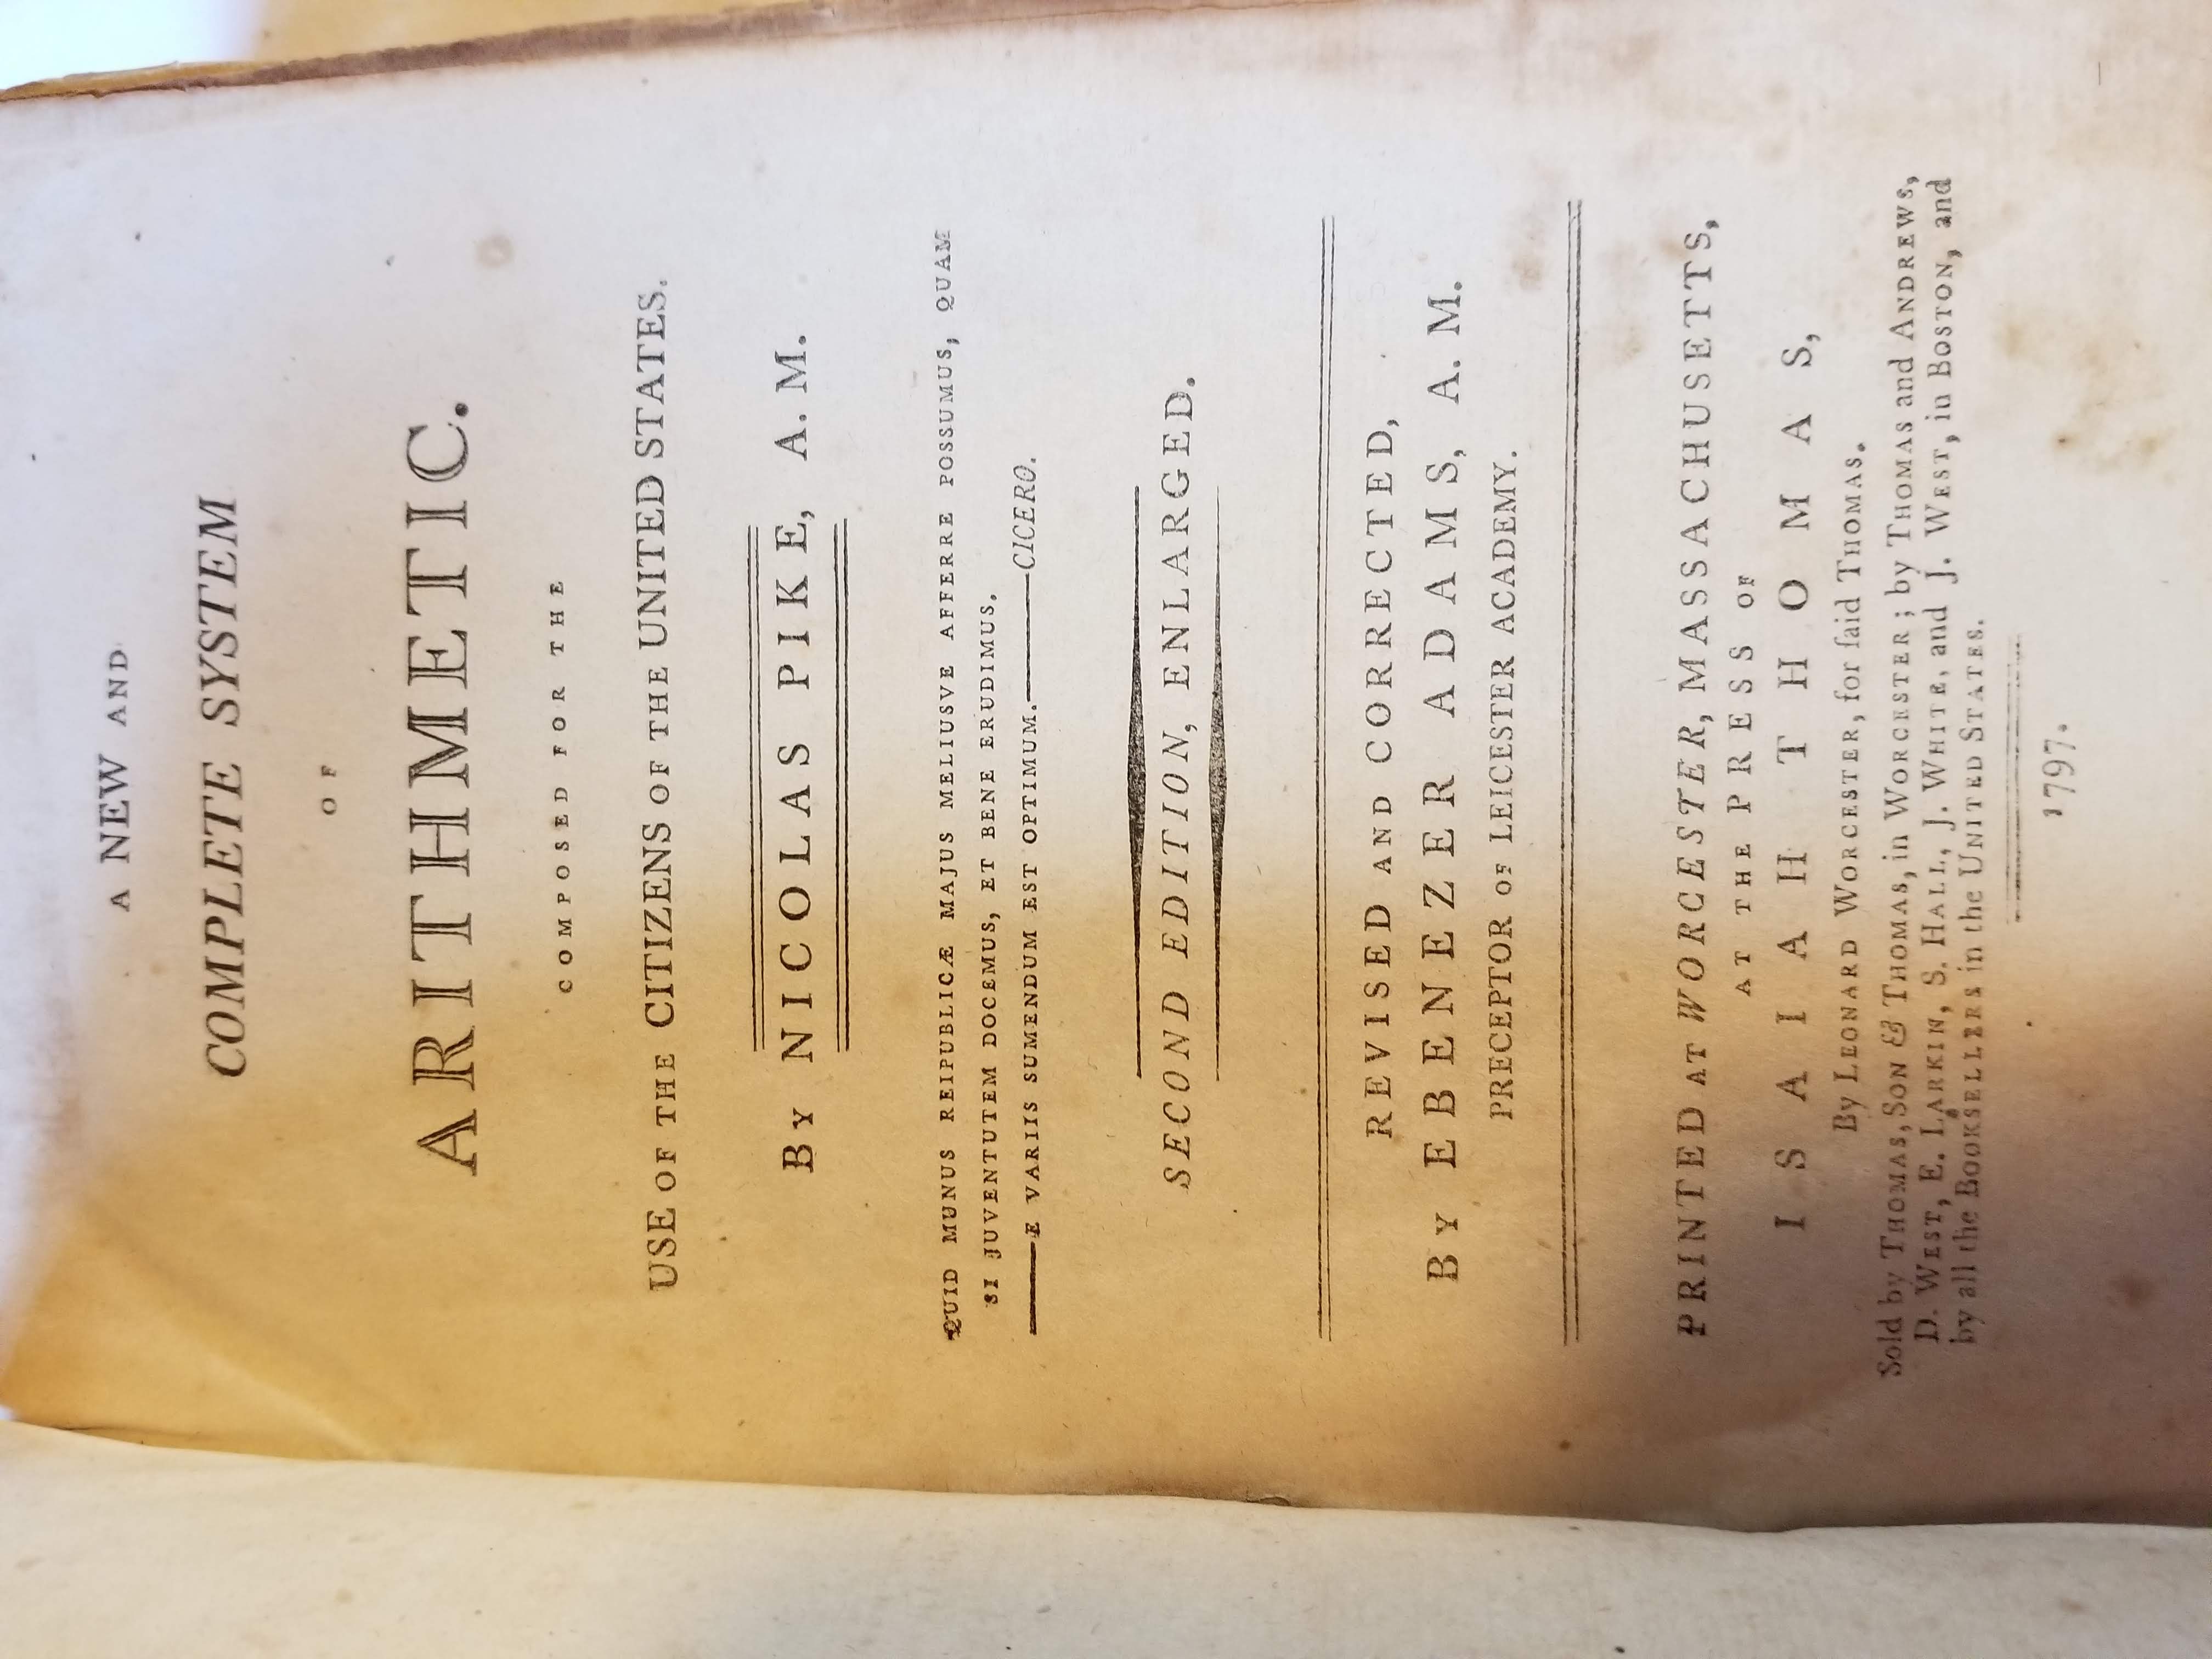 A NEW AND
COMPLETE SYSTEM
OF
ARITHMETIC.
COMPOSED FOR THE
USE OF THE CITIZENS OF THE UNITED STATES.
By NICOLAS PIKE, A. M.
QUID MUNUS REIPUBLICÆ MAJUS MELIUSVE AFFERRE POSSUMUS, QUAM
SI JUVENTUTEM DOCEMUS, ET BENE ERUDIMUS.
——E VARIIS SUMENDUM EST OPTIMUM.——CICERO.
SECOND EDITION, ENLARGED.
REVISED AND CORRECTED,
BY EBENEZER ADAMS, A. M.
PRECEPTOR OF LEICESTER ACADEMY.
PRINTED AT WORCESTER, MASSACHUSETTS,
AT THE PRESS OF
ISAIAH THOMAS,
By LEONARD WORCESTER, for ſaid THOMAS.
Sold by THOMAS, SON & THOMAS, in WORCESTER; by THOMAS and ANDREWS,
D. WEST, E. LARKIN, S. HALL, J. WHITE, and J. WEST, in BOSTON, and
by all the BOOKSELLERS in the UNITED STATES.
1797.